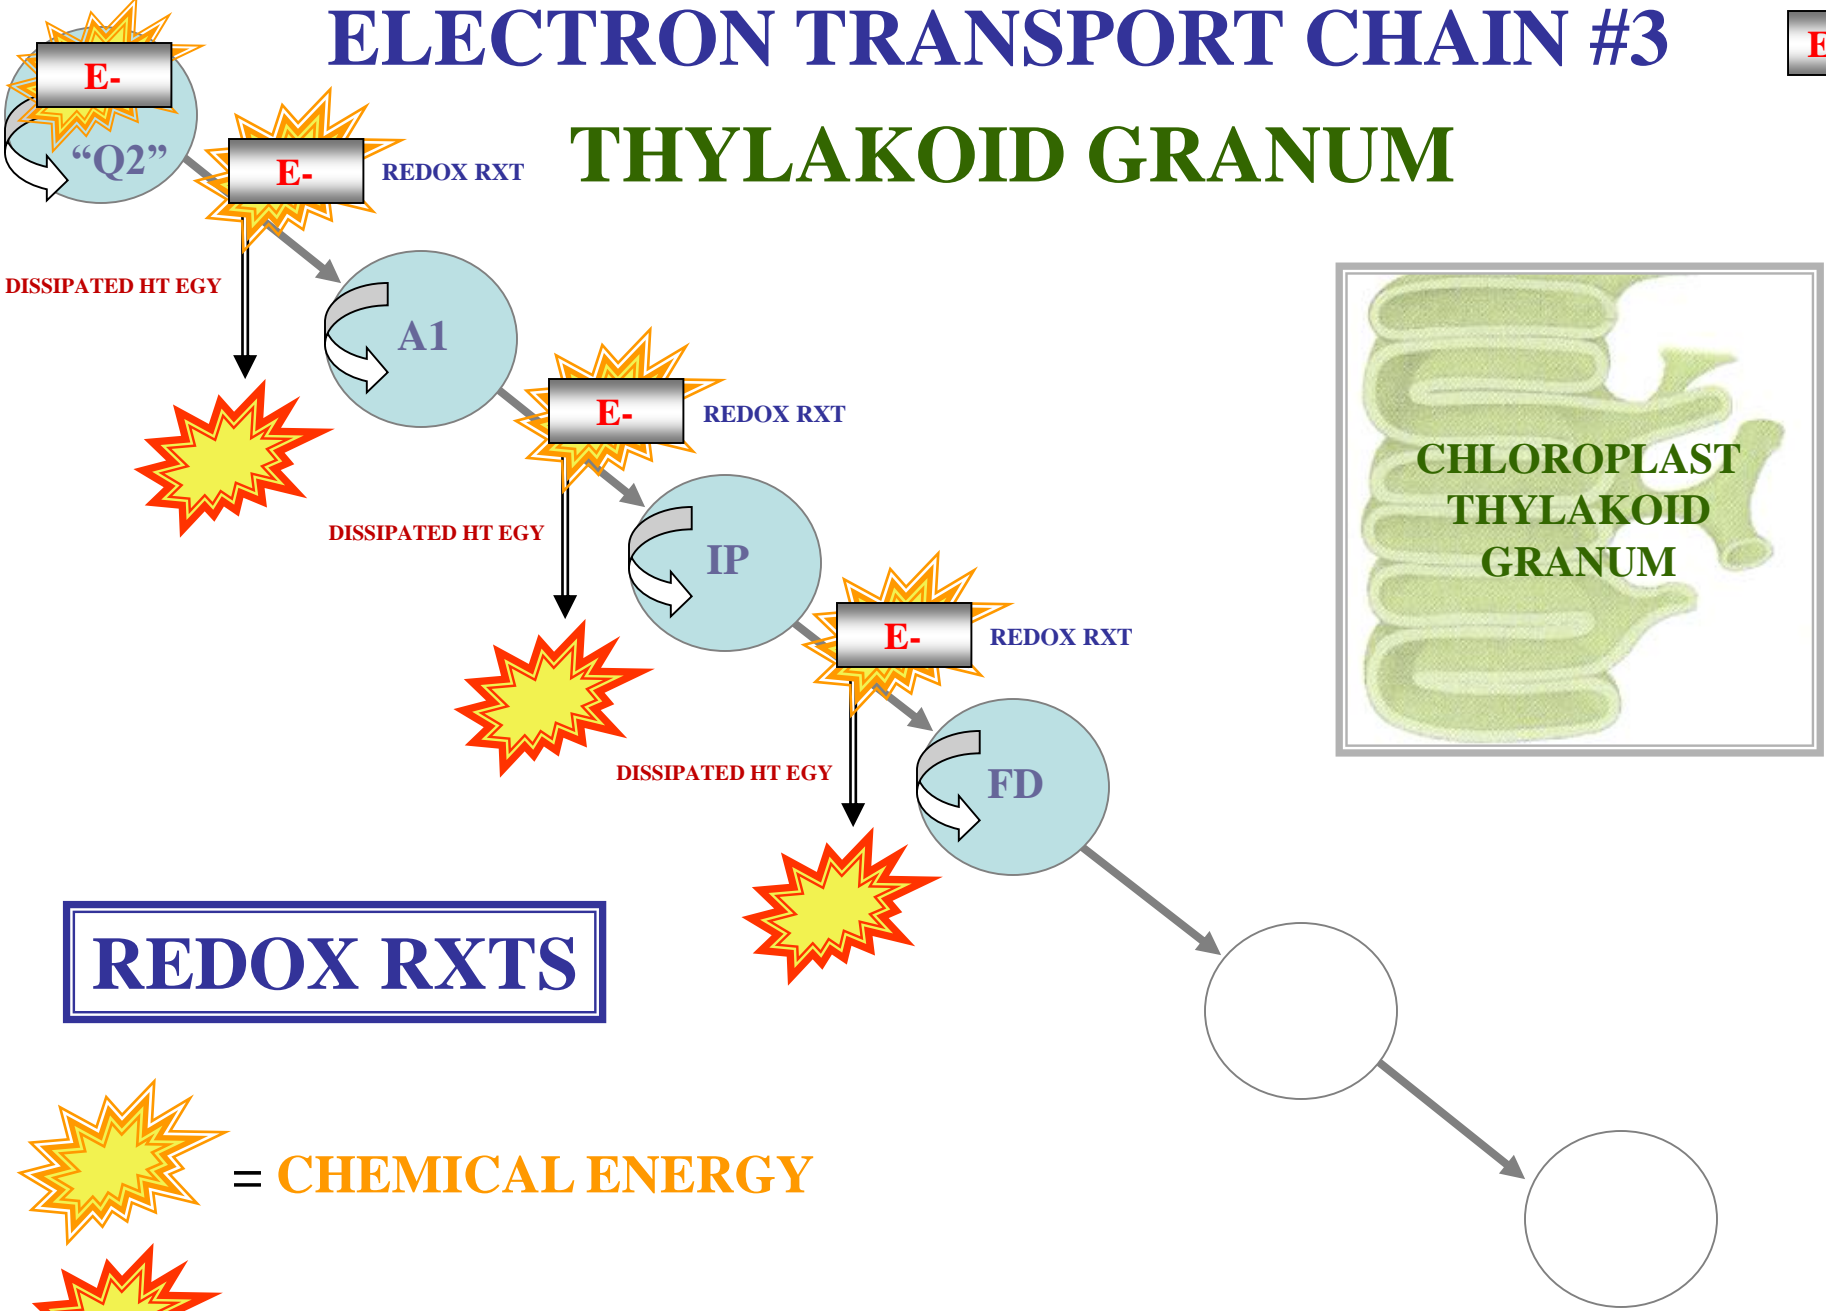 ELECTRON TRANSPORT CHAIN #3
E-
THYLAKOID GRANUM
“Q2”
E-
REDOX RXT
DISSIPATED HT EGY
A1
E-
REDOX RXT
DISSIPATED HT EGY
IP
E-
REDOX RXT
DISSIPATED HT EGY
FD
CHLOROPLAST
THYLAKOID
GRANUM
REDOX RXTS
= CHEMICAL ENERGY